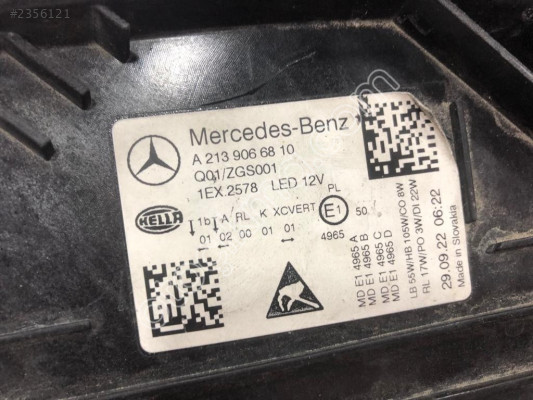 #2356121
Mercedes-Benz
A 213 906 68 10
Q01/ZGS001
1EX.2578 LED 12V
PL
HELLA
1b A RL K XCVERT E1 50
01 02 00 01 01 4965
MD E1 4965 A
MD E1 4965 B
MD E1 4965 C
MD E1 4965 D
LB 55W/HB 105W/CO 8W
RL 17W/PO 3W/DI 22W
29.09.22 06:22
Made in Slovakia